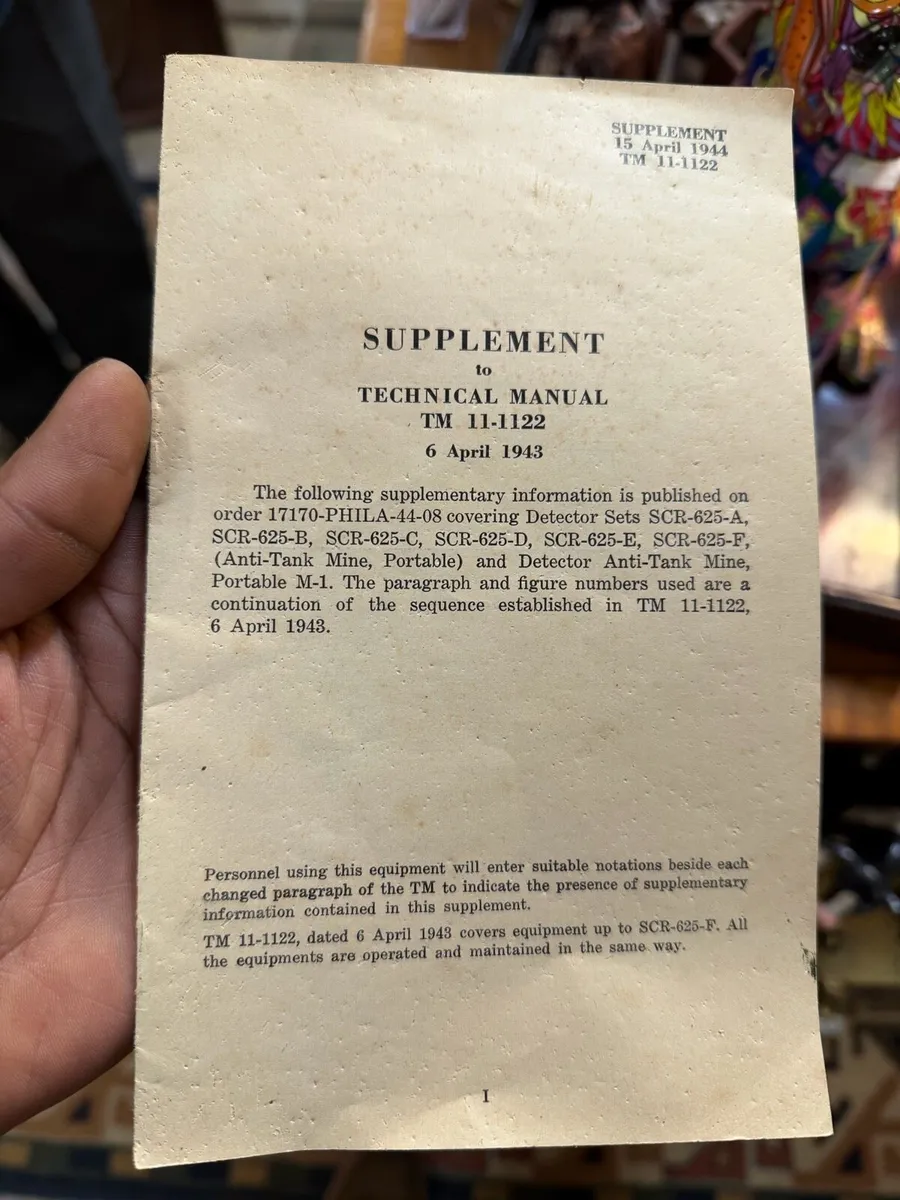 SUPPLEMENT
15 April 1944
TM 11-1122
SUPPLEMENT
to
TECHNICAL MANUAL
TM 11-1122
6 April 1943
The following supplementary information is published on
order 17170-PHILA-44-08 covering Detector Sets SCR-625-A,
SCR-625-B, SCR-625-C, SCR-625-D, SCR-625-E, SCR-625-F,
(Anti-Tank Mine, Portable) and Detector Anti-Tank Mine,
Portable M-1. The paragraph and figure numbers used are a
continuation of the sequence established in TM 11-1122,
6 April 1943.
Personnel using this equipment will enter suitable notations beside each
changed paragraph of the TM to indicate the presence of supplementary
information contained in this supplement.
TM 11-1122, dated 6 April 1943 covers equipment up to SCR-625-F. All
the equipments are operated and maintained in the same way.
I